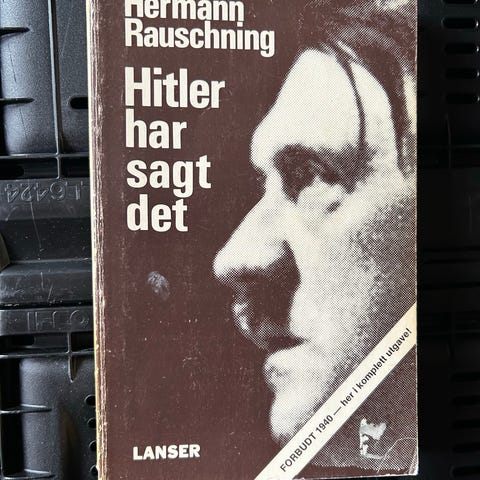 Hermann
Rauschning
Hitler
har
sagt
det
FORBUDT 1940 — her i komplett utgave!
LANSER